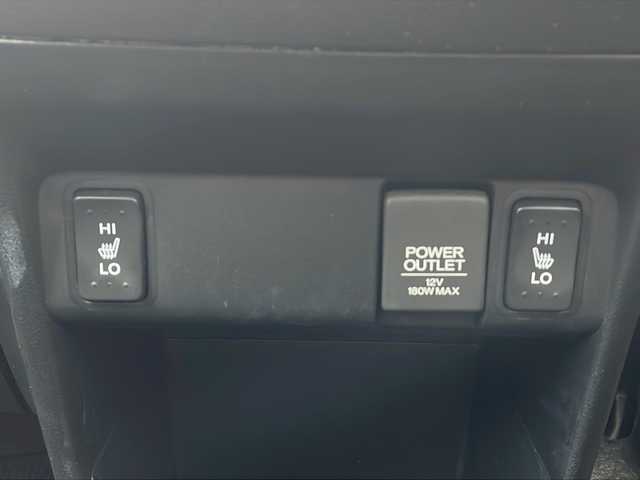 HI
LO
POWER
OUTLET
12V
180W MAX
HI
LO